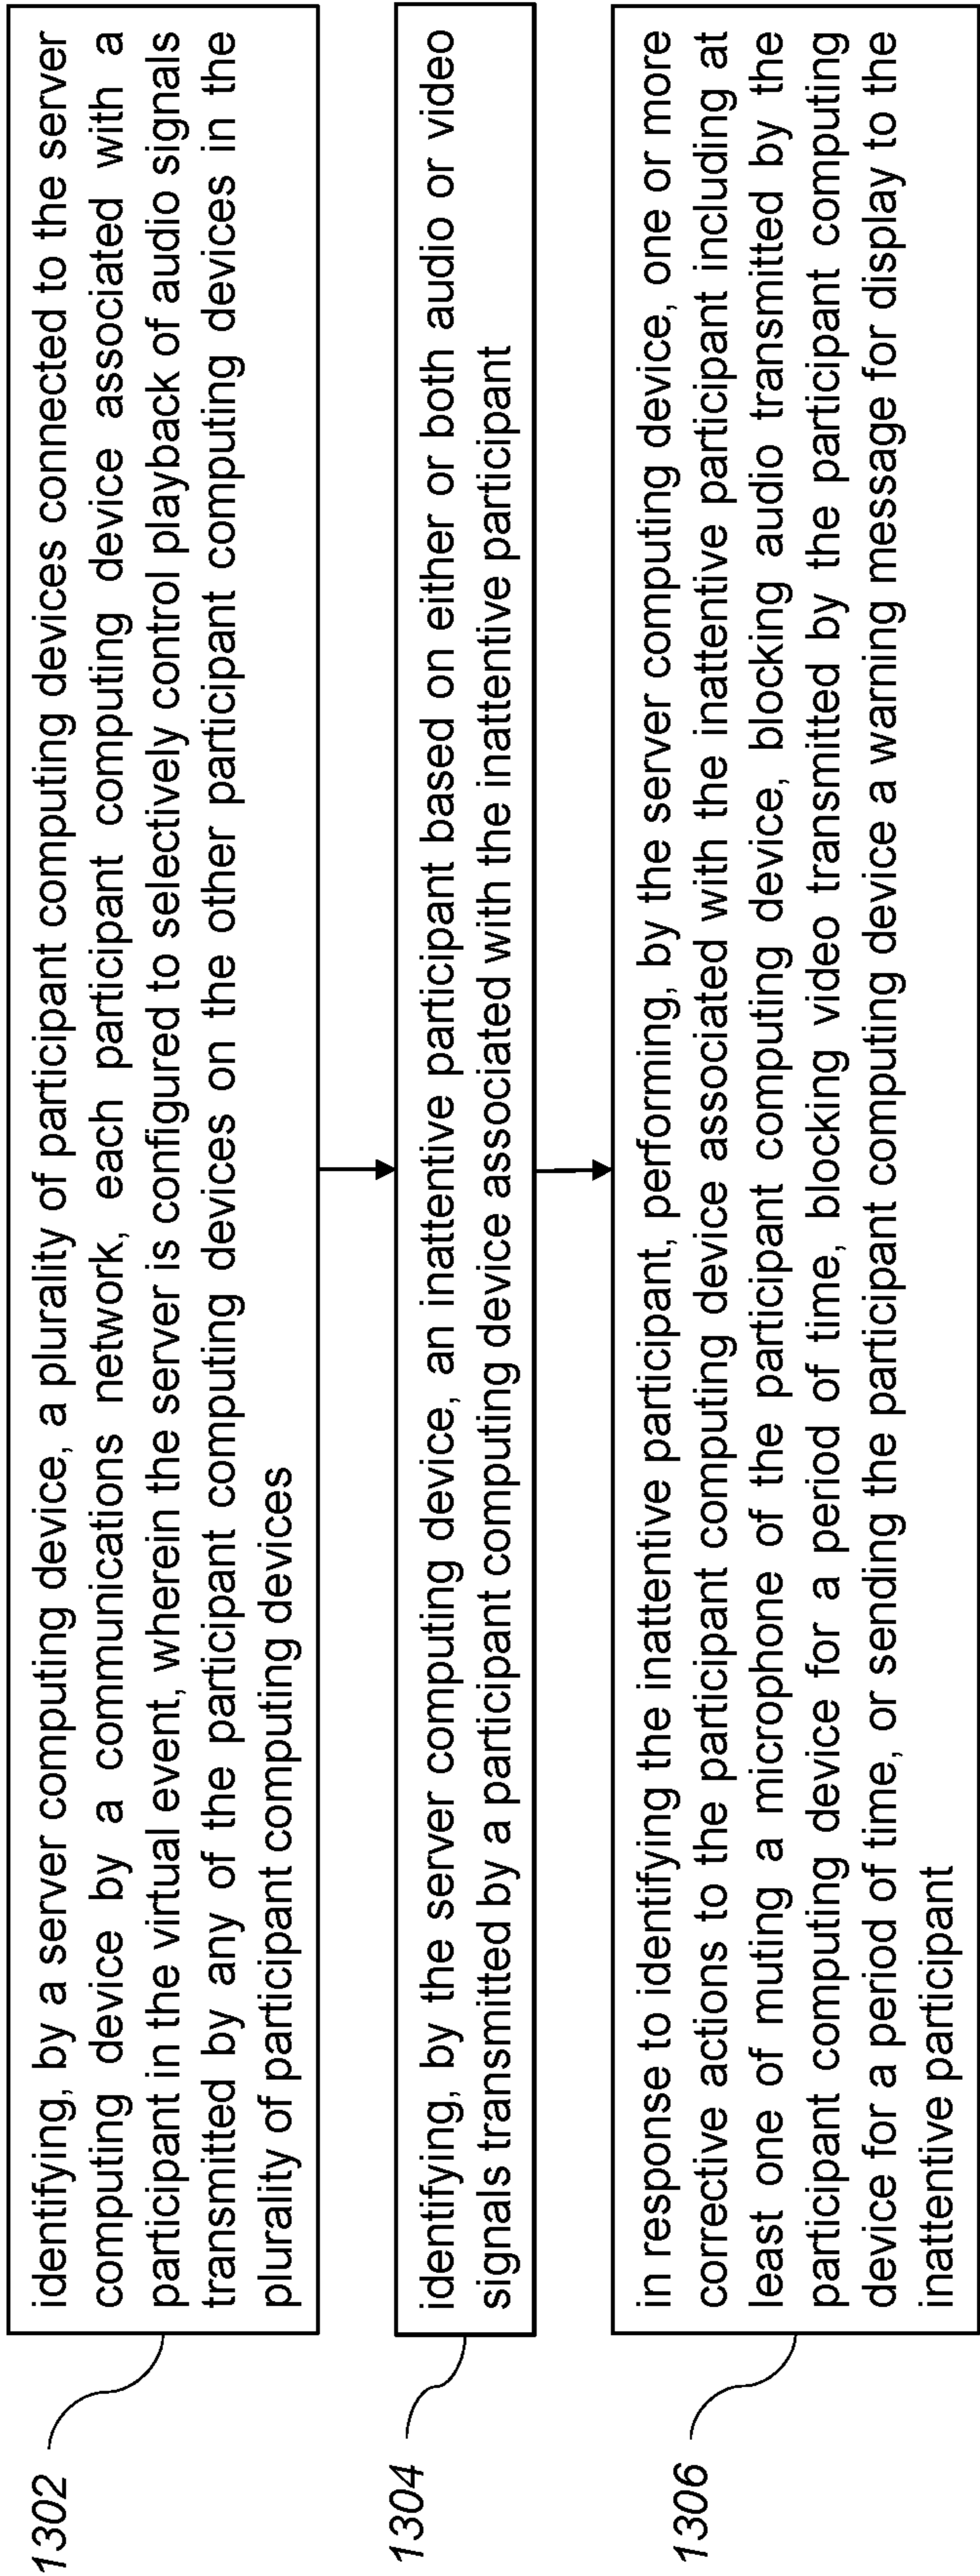 1302
identifying, by a server computing device, a plurality of participant computing devices connected to the server
computing device by a communications network, each participant computing device associated with a
participant in the virtual event, wherein the server is configured to selectively control playback of audio signals
transmitted by any of the participant computing devices on the other participant computing devices in the
plurality of participant computing devices
1304
identifying, by the server computing device, an inattentive participant based on either or both audio or video
signals transmitted by a participant computing device associated with the inattentive participant
1306
in response to identifying the inattentive participant, performing, by the server computing device, one or more
corrective actions to the participant computing device associated with the inattentive participant including at
least one of muting a microphone of the participant computing device, blocking audio transmitted by the
participant computing device for a period of time, blocking video transmitted by the participant computing
device for a period of time, or sending the participant computing device a warning message for display to the
inattentive participant